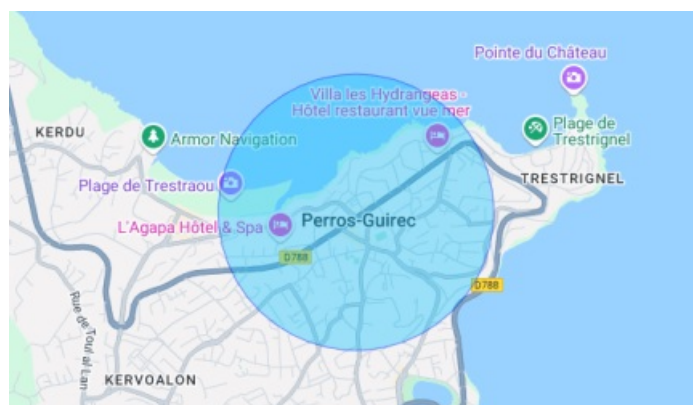 Pointe du Château
Villa les Hydrangeas -
Hôtel restaurant vue mer
KERDU
Armor Navigation
Plage de
Trestrignel
Plage de Trestraou
TRESTRIGNEL
L'Agapa Hôtel & Spa
Perros-Guirec
D788
D788
Rue de Toul al Lan
KERVOALON